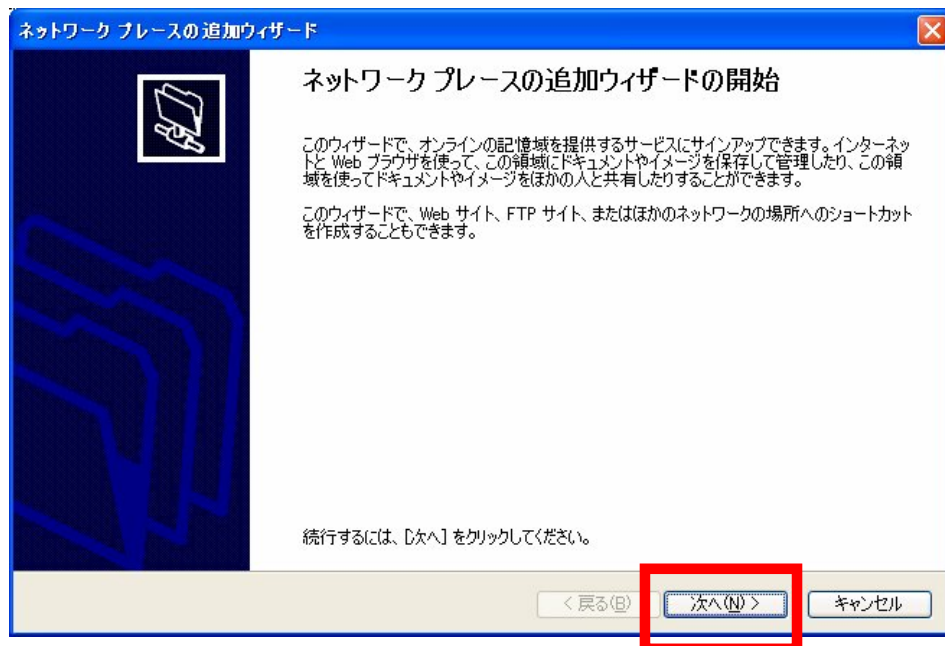 ネットワーク プレースの追加ウィザード
ネットワーク プレースの追加ウィザードの開始
このウィザードで、オンラインの記憶域を提供するサービスにサインアップできます。インターネッ
トと Web ブラウザを使って、この領域にドキュメントやイメージを保存して管理したり、この領
域を使ってドキュメントやイメージをほかの人と共有したりすることができます。
このウィザードで、Web サイト、FTP サイト、またはほかのネットワークの場所へのショートカット
を作成することもできます。
続行するには、[次へ] をクリックしてください。
< 戻る(B) 次へ(N) > キャンセル